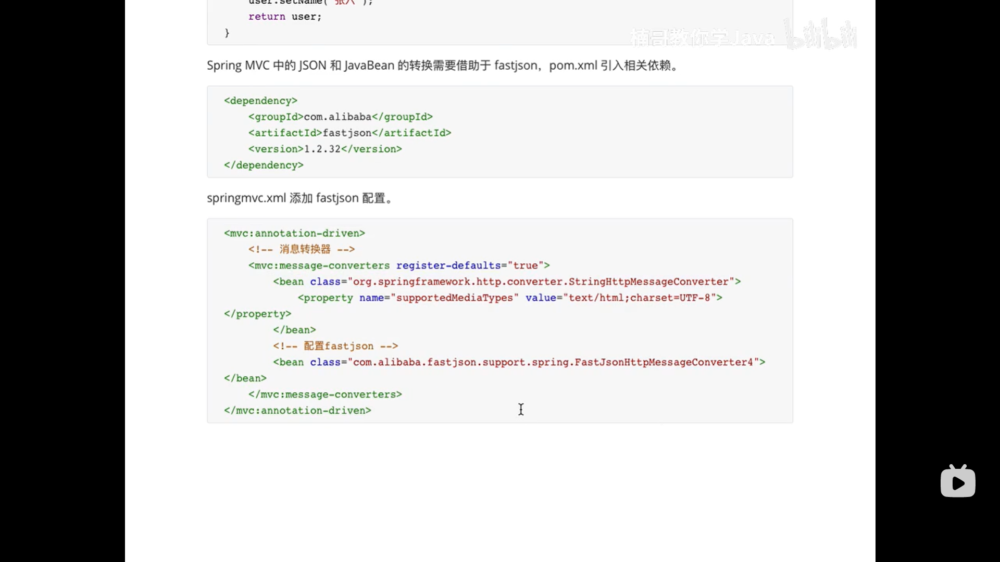 user.setName("张六");
return user;
}
楠哥教你学Java bilibili
Spring MVC 中的 JSON 和 JavaBean 的转换需要借助于 fastjson，pom.xml 引入相关依赖。
<dependency>
<groupId>com.alibaba</groupId>
<artifactId>fastjson</artifactId>
<version>1.2.32</version>
</dependency>
springmvc.xml 添加 fastjson 配置。
<mvc:annotation-driven>
<!-- 消息转换器 -->
<mvc:message-converters register-defaults="true">
<bean class="org.springframework.http.converter.StringHttpMessageConverter">
<property name="supportedMediaTypes" value="text/html;charset=UTF-8">
</property>
</bean>
<!-- 配置fastjson -->
<bean class="com.alibaba.fastjson.support.spring.FastJsonHttpMessageConverter4">
</bean>
</mvc:message-converters>
</mvc:annotation-driven>